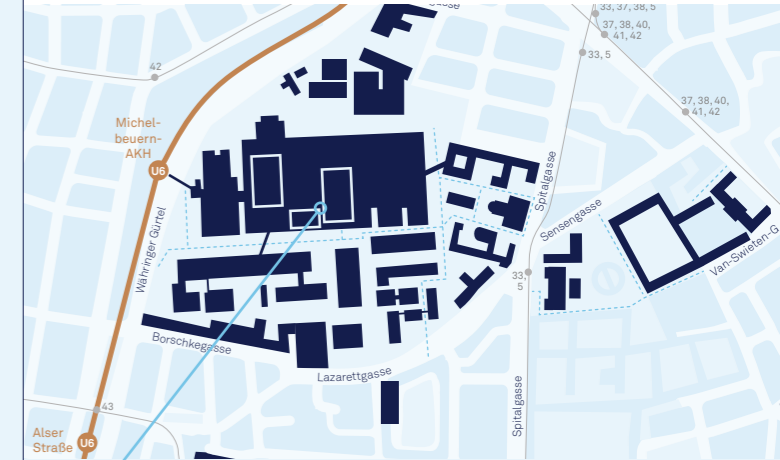 33, 37, 38, 5
37, 38, 40,
41, 42
33, 5
42
37, 38, 40,
41, 42
Michel-
beuern-
AKH
U6
Spitalgasse
Sensengasse
Währinger Gürtel
Van-Swieten-G
33,
5
Borschkegasse
Lazarettgasse
Spitalgasse
43
Alser
Straße
U6